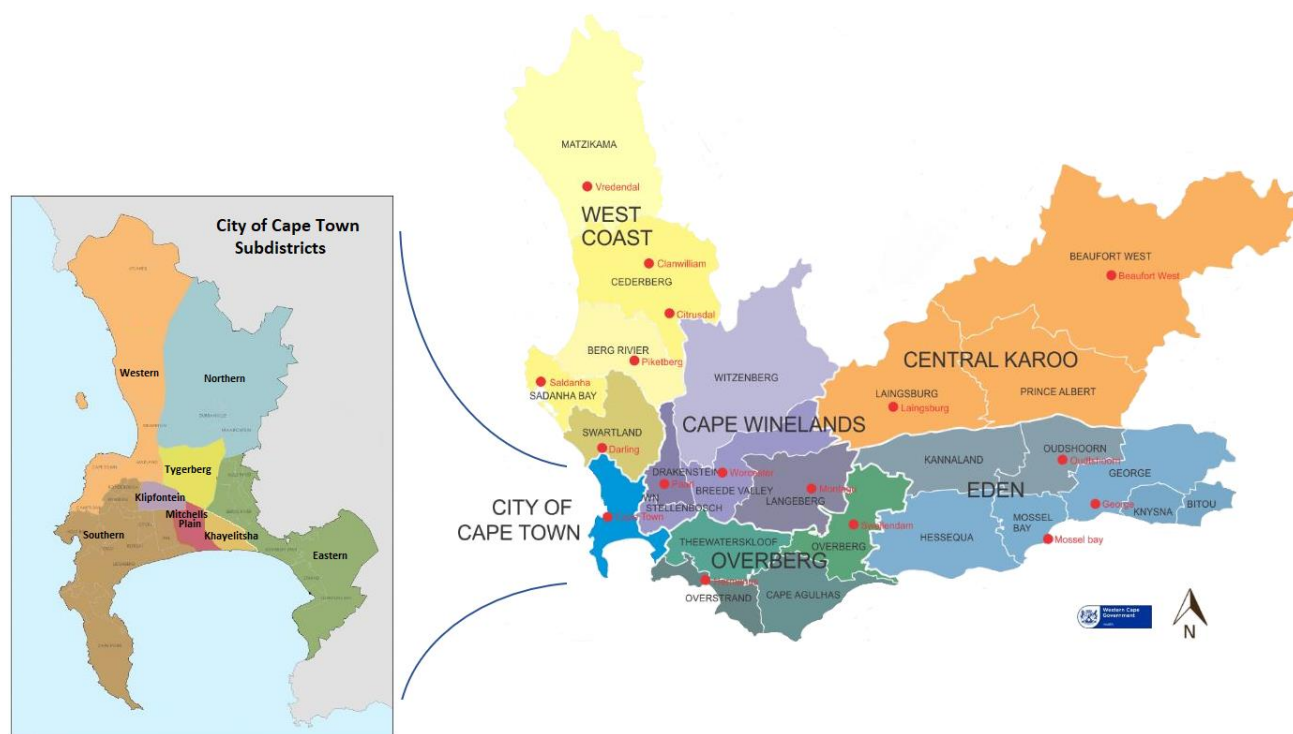 City of Cape Town
Subdistricts
Western
Northern
Tygerberg
Klipfontein
Mitchells
Plain
Southern
Khayelitsha
Eastern
MATZIKAMA
Vredendal
WEST
COAST
Clanwilliam
CEDERBERG
Citrusdal
BERG RIVIER
Piketberg
Saldanha
SADANHA BAY
WITZENBERG
SWARTLAND
Darling
CAPE WINELANDS
DRAKENSTEIN
Worcester
Paarl
BREEDE VALLEY
WN
STELLENBOSCH
LANGEBERG
Montagu
CITY OF
CAPE TOWN
Cape Town
THEEWATERSKLOOF
OVERBERG
OVERBERG
Swellendam
Hermanus
OVERSTRAND
CAPE AGULHAS
BEAUFORT WEST
Beaufort West
CENTRAL KAROO
LAINGSBURG
Laingsburg
PRINCE ALBERT
KANNALAND
OUDSHOORN
Oudtshoorn
GEORGE
EDEN
HESSEQUA
MOSSEL
BAY
George
KNYSNA
BITOU
Mossel bay
Western Cape
Government
N